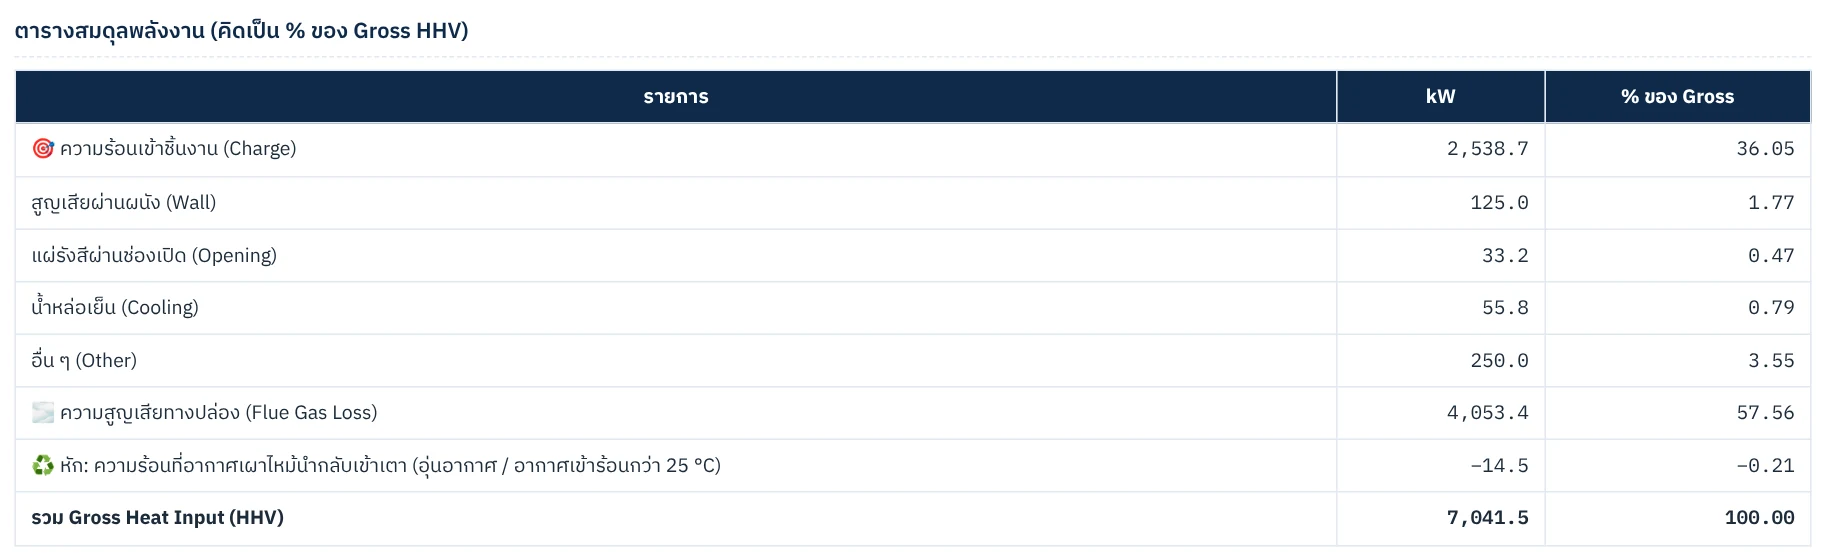 ตารางสมดุลพลังงาน (คิดเป็น % ของ Gross HHV)
รายการ kW % ของ Gross
🎯 ความร้อนเข้าชิ้นงาน (Charge) 2,538.7 36.05
สูญเสียผ่านผนัง (Wall) 125.0 1.77
แผ่รังสีผ่านช่องเปิด (Opening) 33.2 0.47
น้ำหล่อเย็น (Cooling) 55.8 0.79
อื่น ๆ (Other) 250.0 3.55
🌫️ ความสูญเสียทางปล่อง (Flue Gas Loss) 4,053.4 57.56
♻️ หัก: ความร้อนที่อากาศเผาไหม้นำกลับเข้าเตา (อุ่นอากาศ / อากาศเข้าร้อนกว่า 25 °C) −14.5 −0.21
รวม Gross Heat Input (HHV) 7,041.5 100.00